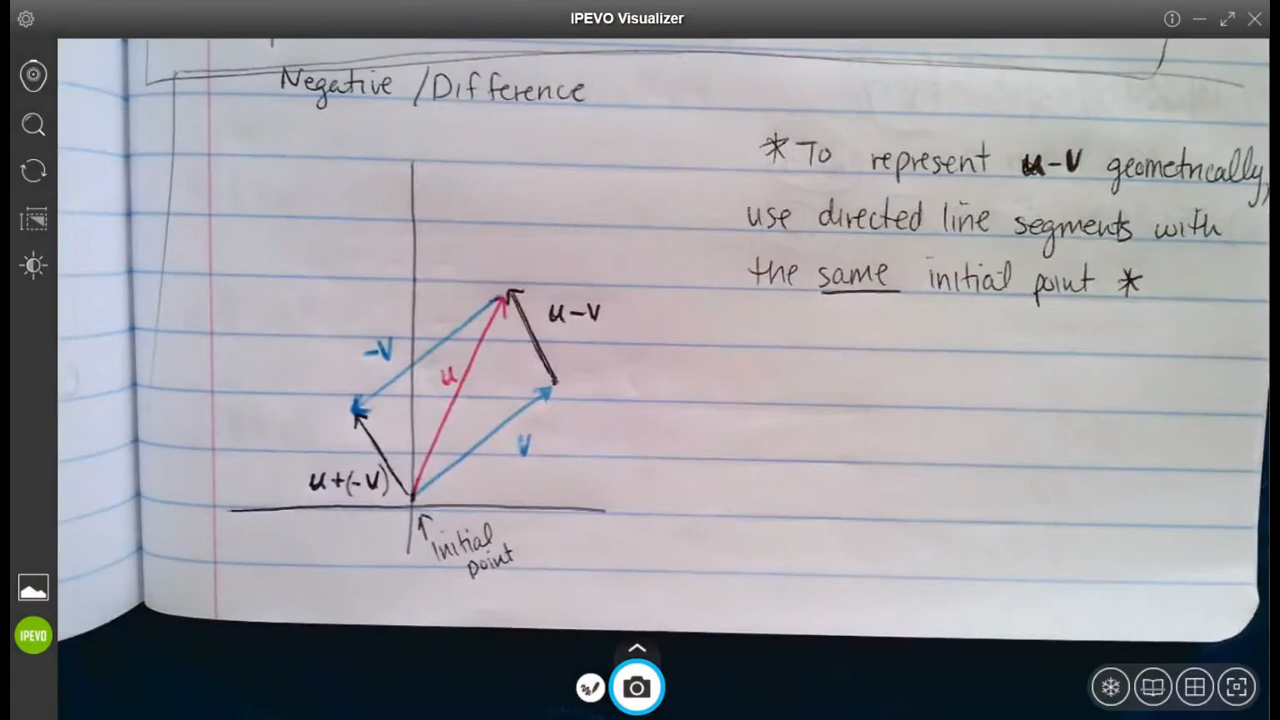 IPEVO Visualizer
Negative / Difference
*To represent u-v geometrically,
use directed line segments with
the same initial point *
u-v
-v
u
v
u+(-v)
Initial
point
IPEVO